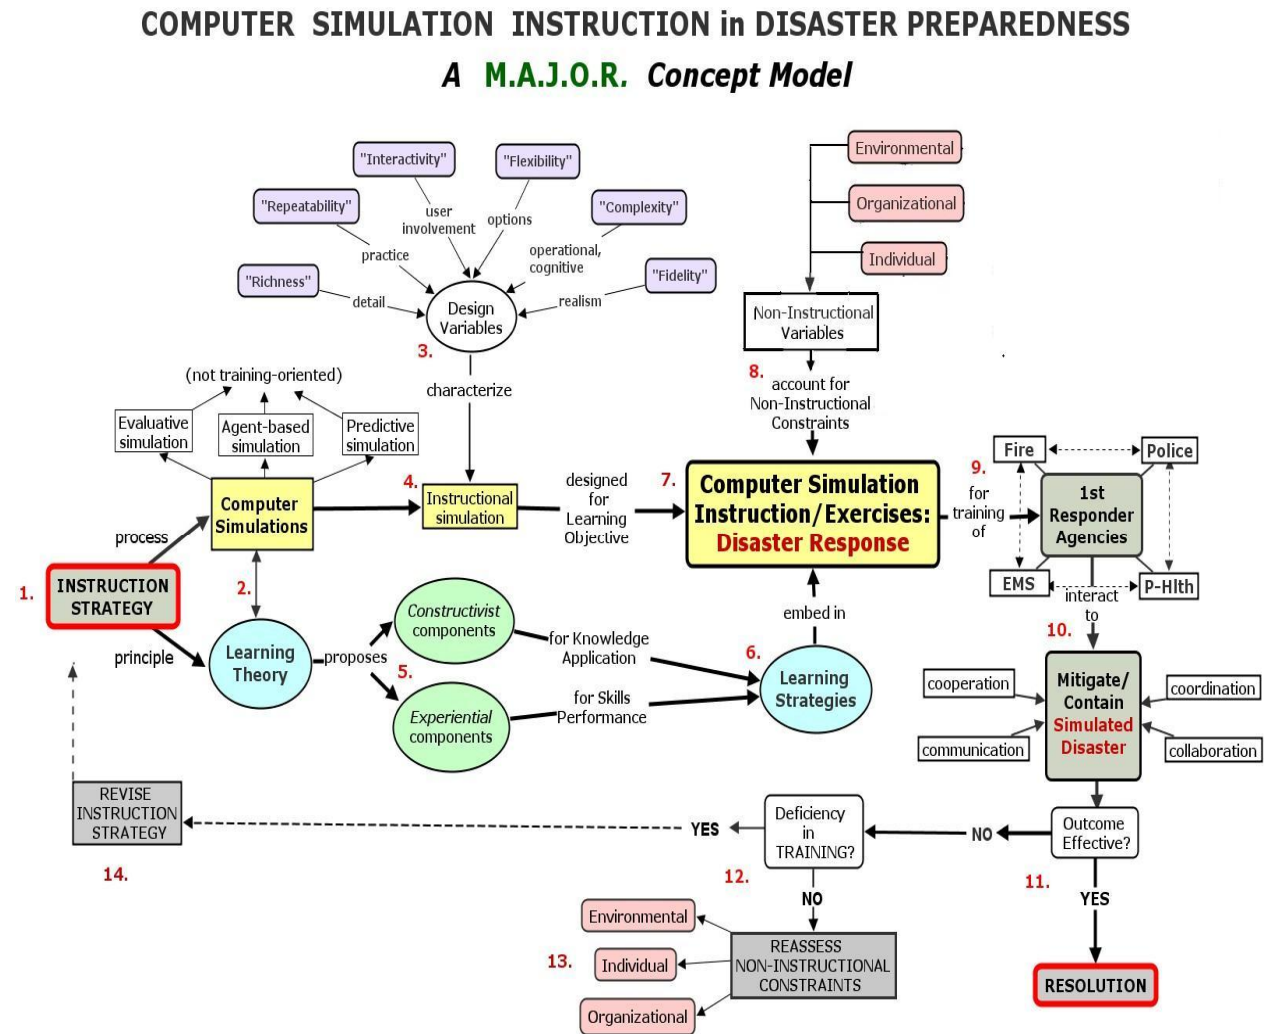 COMPUTER SIMULATION INSTRUCTION in DISASTER PREPAREDNESS
A M.A.J.O.R. Concept Model
"Interactivity"
"Flexibility"
"Repeatability"
"Complexity"
"Richness"
"Fidelity"
user
involvement
options
practice
operational,
cognitive
detail
realism
Design
Variables
3.
characterize
Environmental
Organizational
Individual
Non-Instructional
Variables
8.
account for
Non-Instructional
Constraints
(not training-oriented)
Evaluative
simulation
Agent-based
simulation
Predictive
simulation
Computer
Simulations
4.
Instructional
simulation
designed
for
Learning
Objective
7.
Computer Simulation
Instruction/Exercises:
Disaster Response
9.
for
training
of
Fire
Police
1st
Responder
Agencies
EMS
P-Hlth
interact
to
process
1.
INSTRUCTION
STRATEGY
2.
principle
Learning
Theory
proposes
5.
Constructivist
components
Experiential
components
for Knowledge
Application
for Skills
Performance
6.
Learning
Strategies
embed in
10.
Mitigate/
Contain
Simulated
Disaster
cooperation
coordination
communication
collaboration
Outcome
Effective?
11.
YES
RESOLUTION
NO
Deficiency
in
TRAINING?
12.
YES
NO
REVISE
INSTRUCTION
STRATEGY
14.
REASSESS
NON-INSTRUCTIONAL
CONSTRAINTS
13.
Environmental
Individual
Organizational